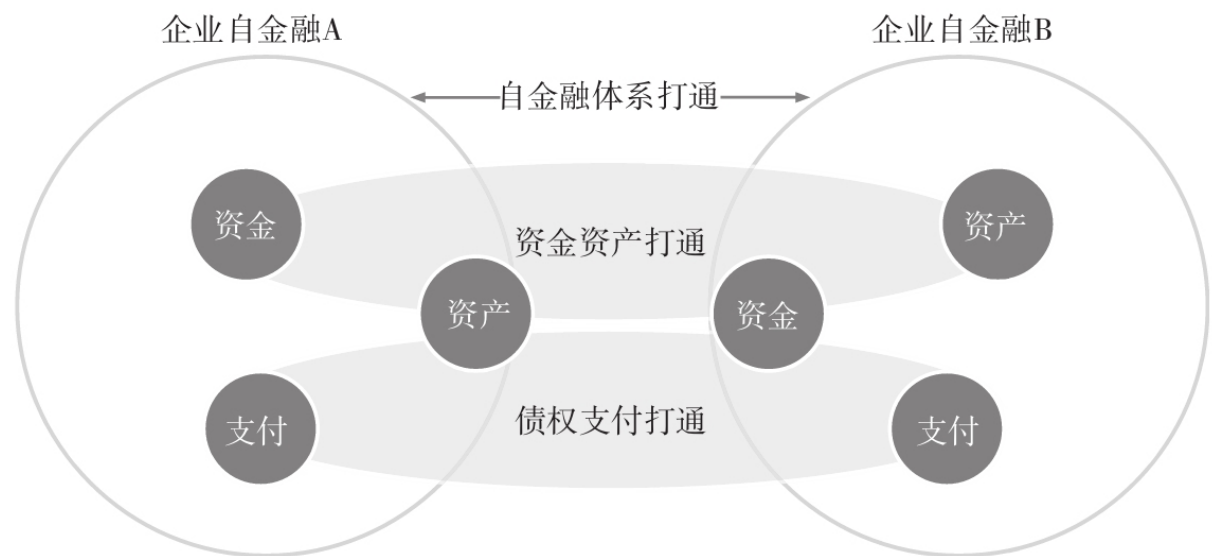 企业自金融A
企业自金融B
自金融体系打通
资金
资产
资金资产打通
资产
资金
支付
债权支付打通
支付